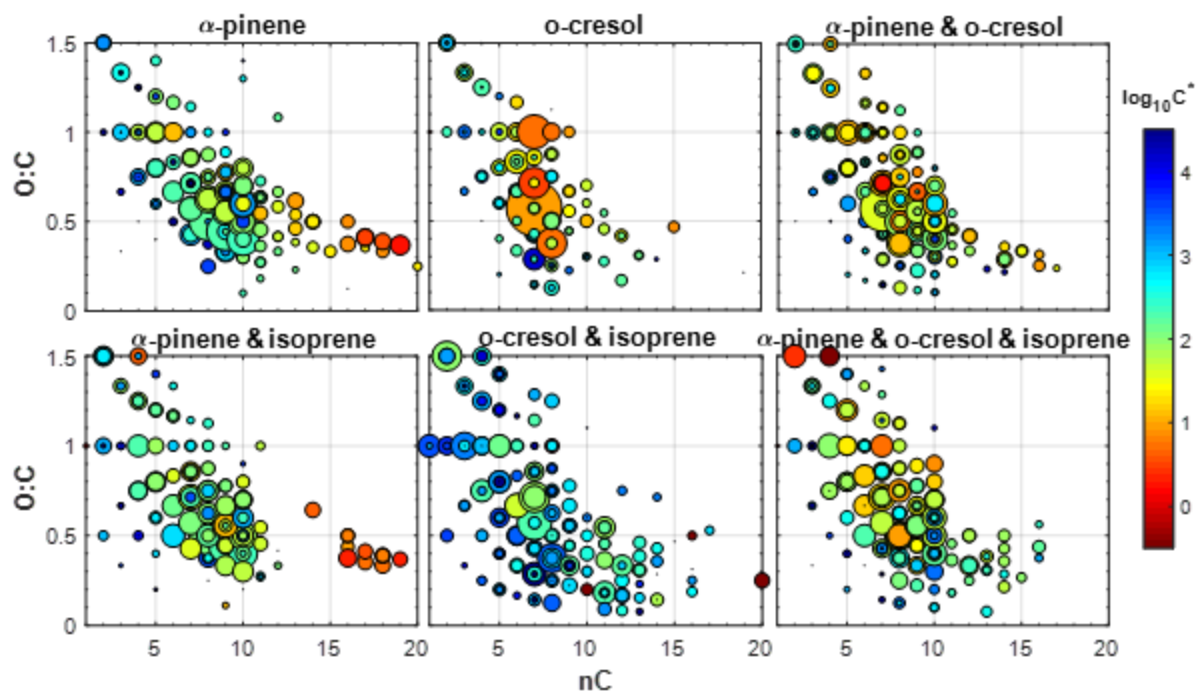 α-pinene
o-cresol
α-pinene & o-cresol
log10C*
1.5
1
0.5
0
O:C
4
3
2
1
0
α-pinene & isoprene
o-cresol & isoprene
α-pinene & o-cresol & isoprene
1.5
1
0.5
0
O:C
5
10
15
20
5
10
15
20
5
10
15
20
nC